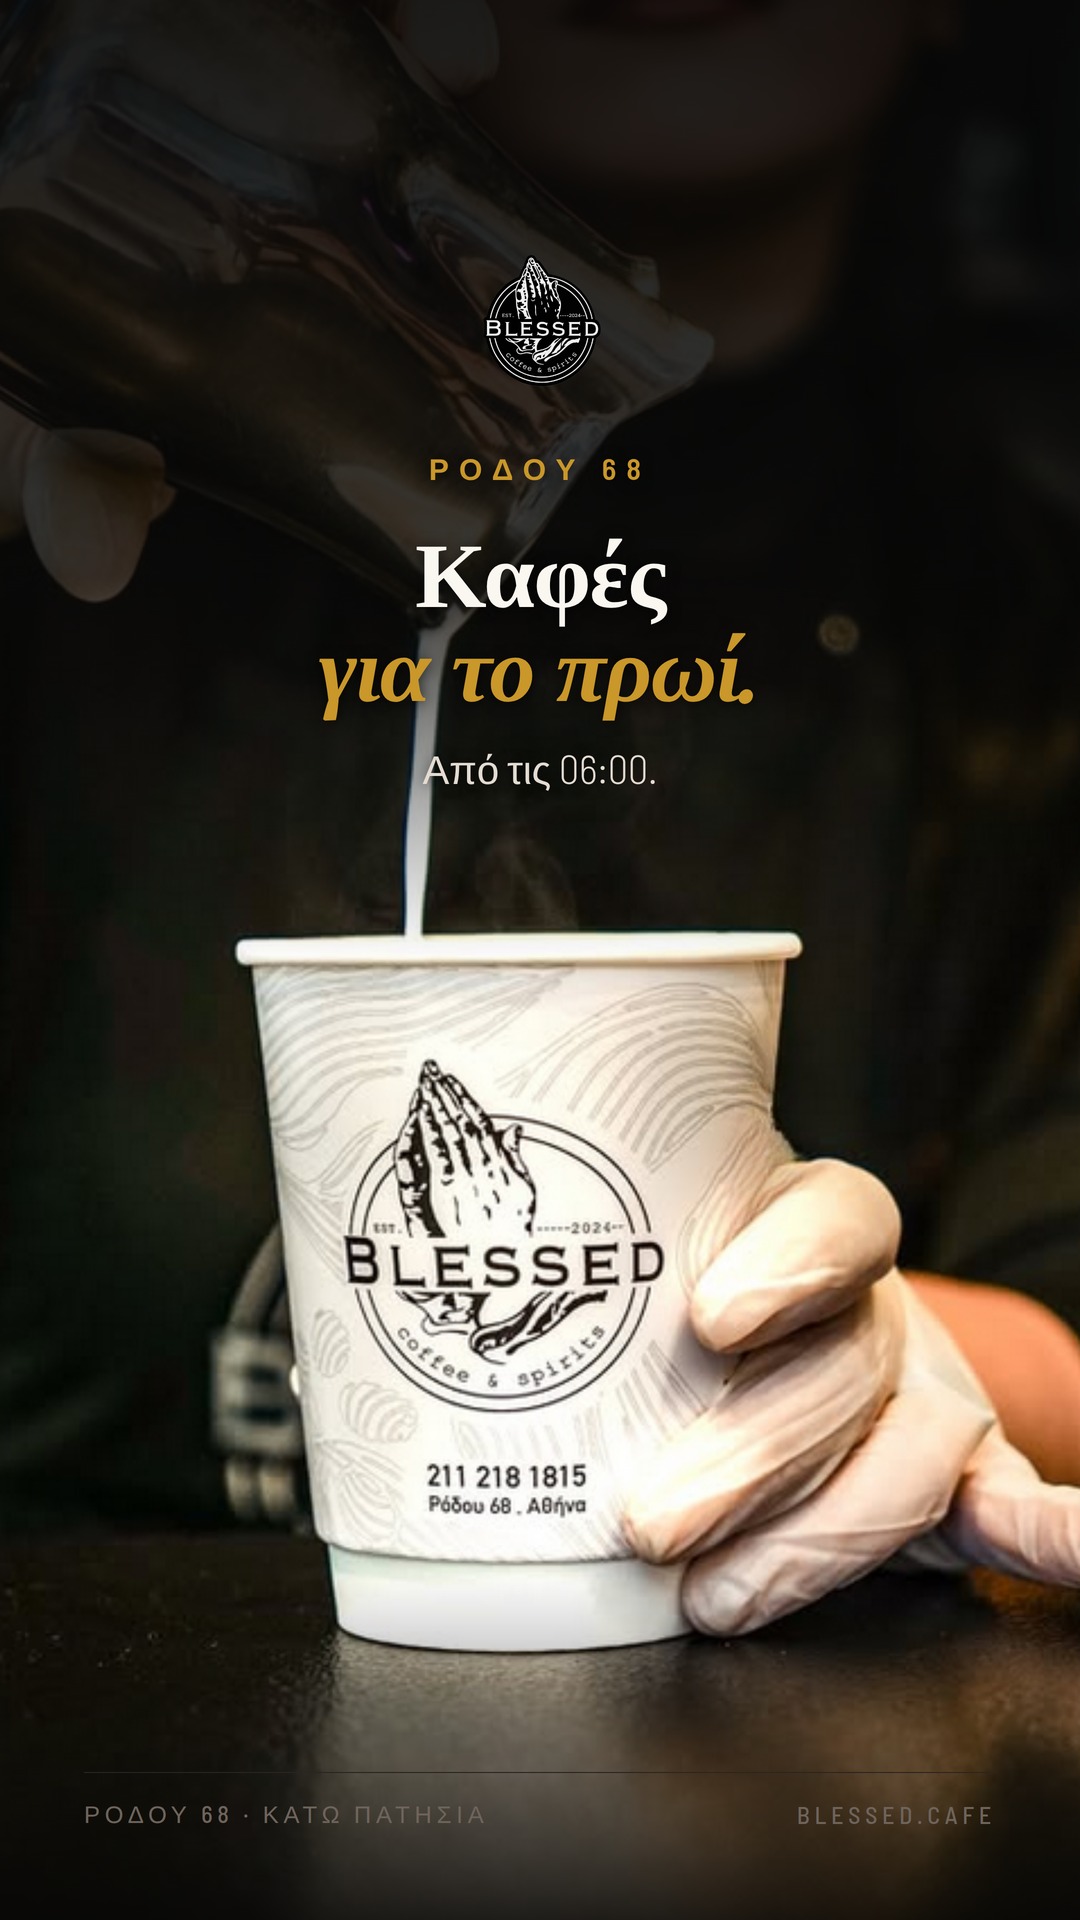 EST. ----2024--
BLESSED
coffee & spirits
ΡΟΔΟΥ 68
Καφές
για το πρωί.
Από τις 06:00.
EST. -----2024--
BLESSED
coffee & spirits
211 218 1815
Ρόδου 68 . Αθήνα
ΡΟΔΟΥ 68 · ΚΑΤΩ ΠΑΤΗΣΙΑ
BLESSED.CAFE